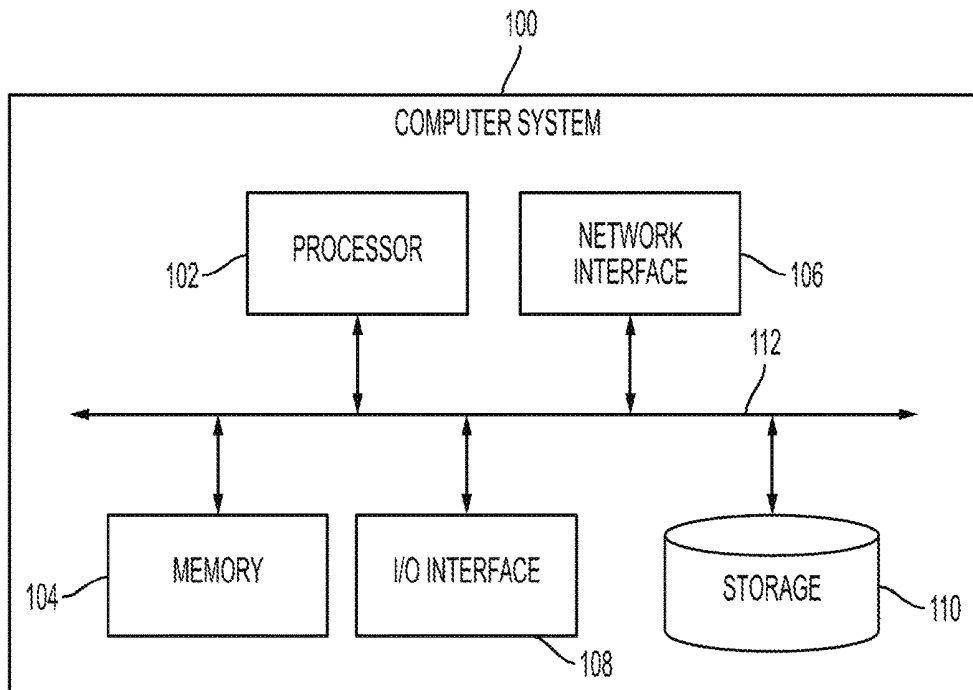 100
COMPUTER SYSTEM
PROCESSOR
NETWORK
INTERFACE
102
106
112
MEMORY
I/O INTERFACE
STORAGE
104
108
110